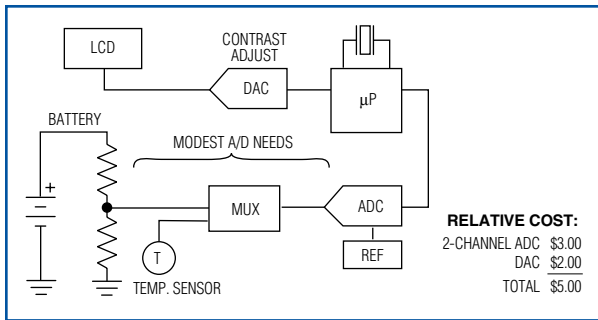 LCD
CONTRAST
ADJUST
DAC
µP
BATTERY
MODEST A/D NEEDS
+
MUX
ADC
REF
T
TEMP. SENSOR
RELATIVE COST:
2-CHANNEL ADC $3.00
DAC $2.00
TOTAL $5.00